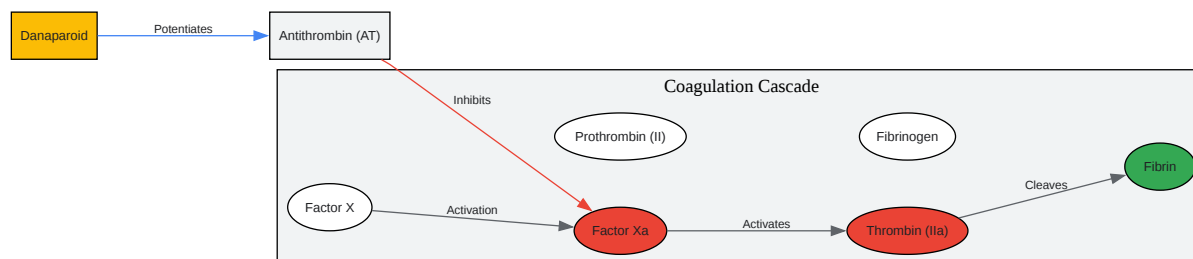 Danaparoid
Potentiates
Antithrombin (AT)
Coagulation Cascade
Inhibits
Prothrombin (II)
Fibrinogen
Fibrin
Cleaves
Factor X
Activation
Factor Xa
Activates
Thrombin (IIa)